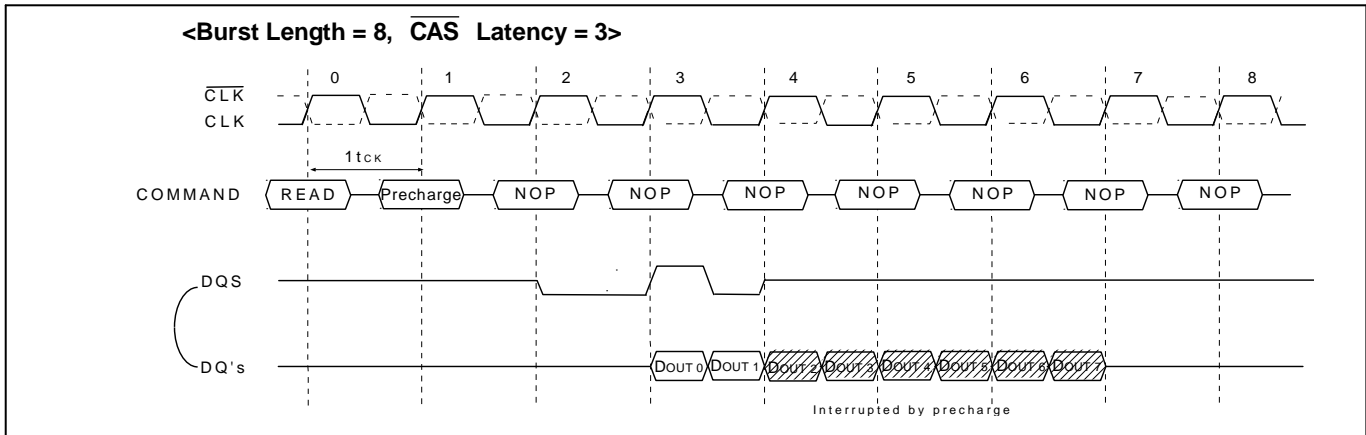 <Burst Length = 8, CAS Latency = 3>
0 1 2 3 4 5 6 7 8
CLK
CLK
1tCK
COMMAND READ Precharge NOP NOP NOP NOP NOP NOP NOP
DQS
DQ's DOUT 0 DOUT 1 DOUT 2 DOUT 3 DOUT 4 DOUT 5 DOUT 6 DOUT 7
Interrupted by precharge